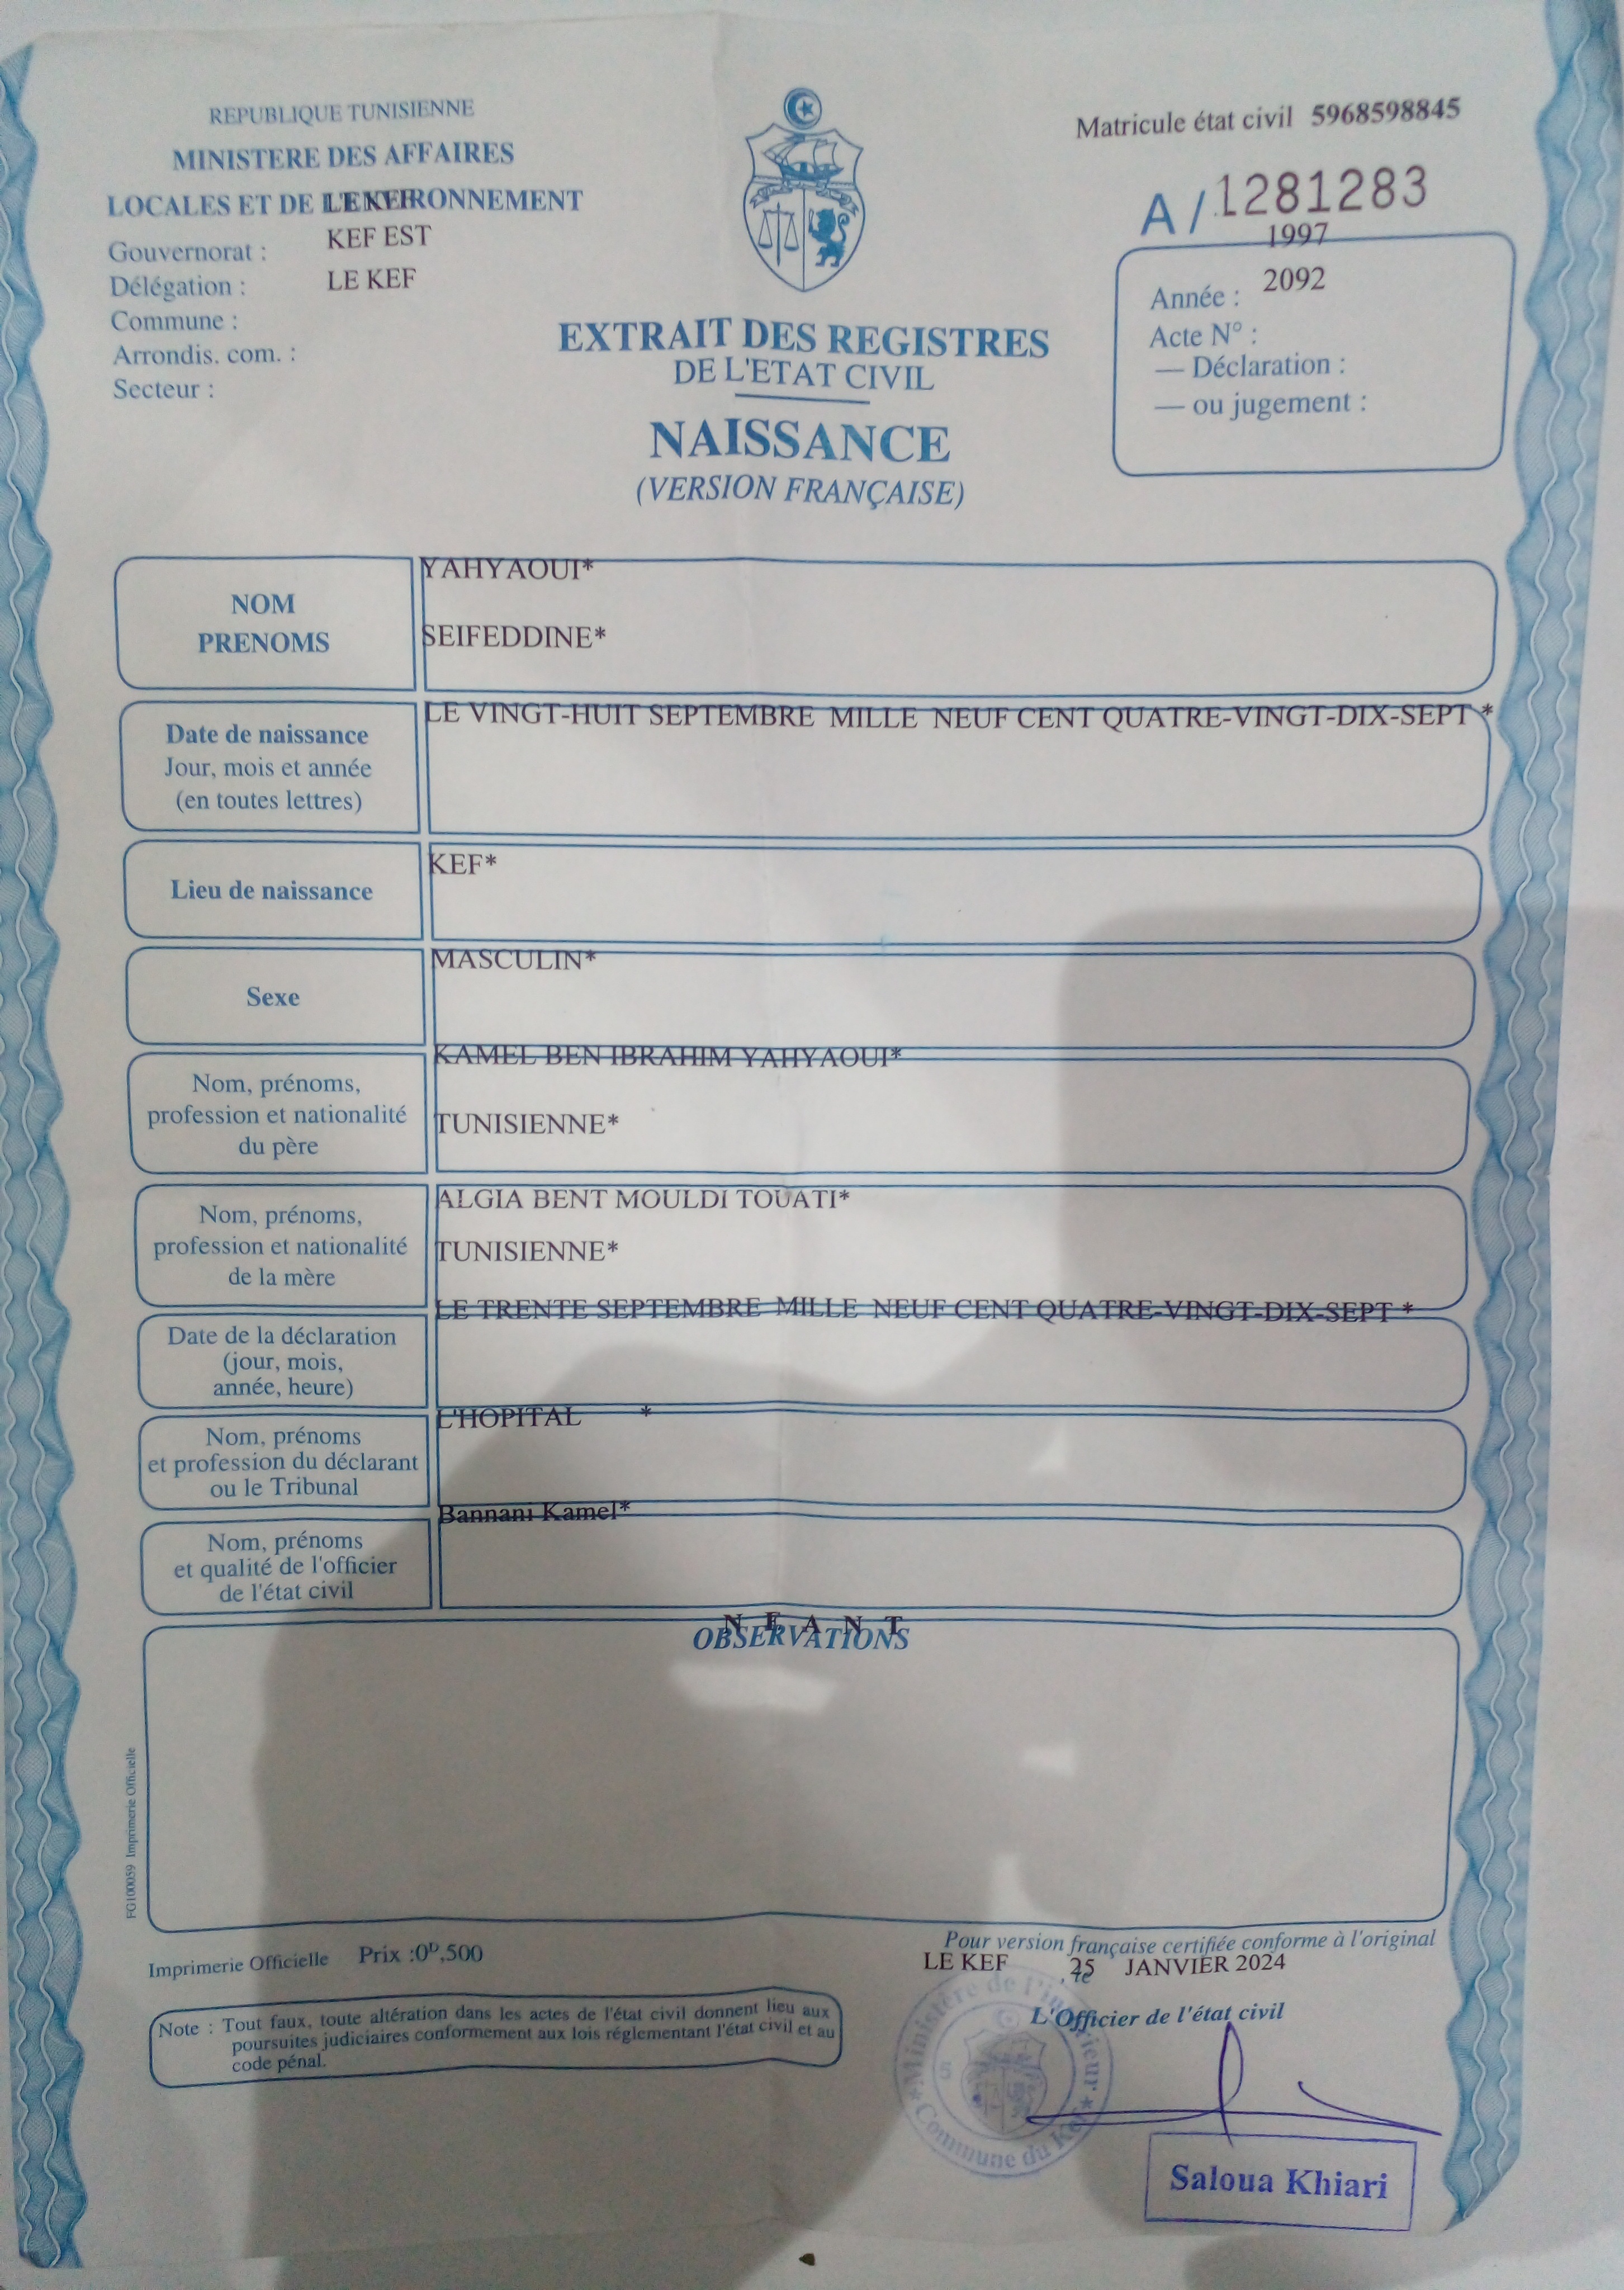 REPUBLIQUE TUNISIENNE
MINISTERE DES AFFAIRES
LOCALES ET DE L'ENVIRONNEMENT
LE KEF
Gouvernorat :
KEF EST
Délégation :
LE KEF
Commune :
Arrondis. com. :
Secteur :
Matricule état civil 5968598845
A / 1281283
1997
Année : 2092
Acte N° :
— Déclaration :
— ou jugement :
EXTRAIT DES REGISTRES
DE L'ETAT CIVIL
NAISSANCE
(VERSION FRANÇAISE)
NOM
PRENOMS
YAHYAOUI*
SEIFEDDINE*
Date de naissance
Jour, mois et année
(en toutes lettres)
LE VINGT-HUIT SEPTEMBRE MILLE NEUF CENT QUATRE-VINGT-DIX-SEPT *
Lieu de naissance
KEF*
Sexe
MASCULIN*
Nom, prénoms,
profession et nationalité
du père
KAMEL BEN IBRAHIM YAHYAOUI*
TUNISIENNE*
Nom, prénoms,
profession et nationalité
de la mère
ALGIA BENT MOULDI TOUATI*
TUNISIENNE*
Date de la déclaration
(jour, mois,
année, heure)
LE TRENTE SEPTEMBRE MILLE NEUF CENT QUATRE-VINGT-DIX-SEPT *
Nom, prénoms
et profession du déclarant
ou le Tribunal
L'HOPITAL *
Nom, prénoms
et qualité de l'officier
de l'état civil
Bannani Kamel*
N E A N T
OBSERVATIONS
FG100059 Imprimerie Officielle
Imprimerie Officielle Prix :0ᴰ,500
Note : Tout faux, toute altération dans les actes de l'état civil donnent lieu aux
poursuites judiciaires conformement aux lois réglementant l'état civil et au
code pénal.
Pour version française certifiée conforme à l'original
LE KEF , le 25 JANVIER 2024
L'Officier de l'état civil
Ministère de l'intérieur
Commune du Kef
5
Saloua Khiari